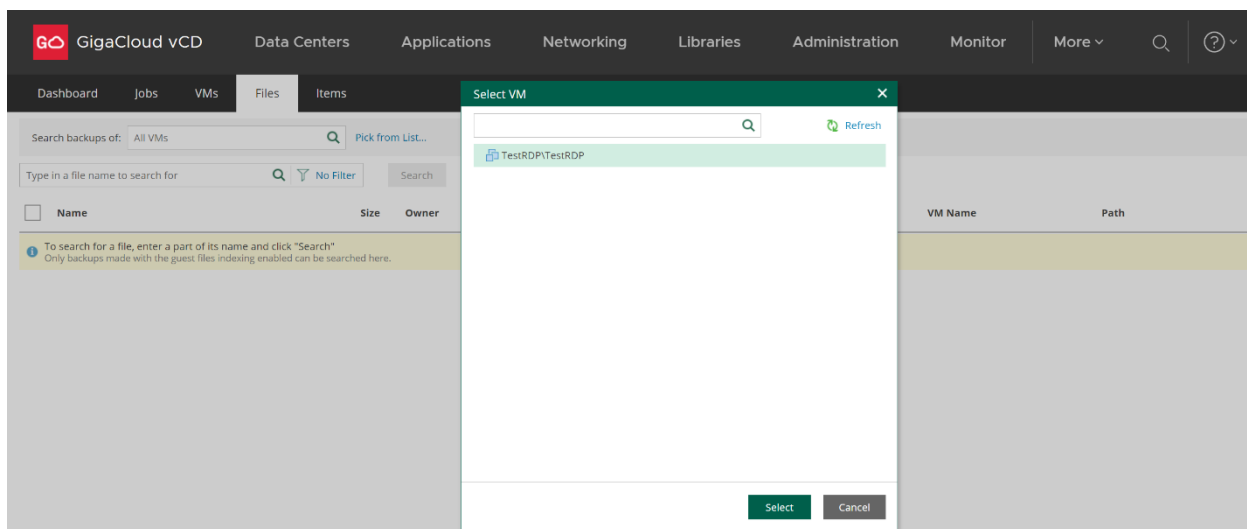 GO GigaCloud vCD Data Centers Applications Networking Libraries Administration Monitor More
Dashboard Jobs VMs Files Items
Search backups of: All VMs Pick from List...
Type in a file name to search for No Filter Search
Name Size Owner VM Name Path
To search for a file, enter a part of its name and click "Search"
Only backups made with the guest files indexing enabled can be searched here.
Select VM
Refresh
TestRDP\TestRDP
Select Cancel